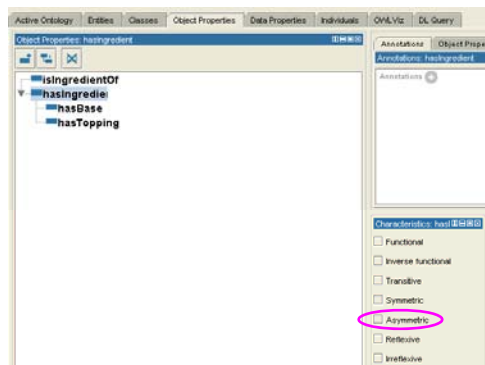 Active Ontology Entities Classes Object Properties Data Properties Individuals OWLViz DL Query
Object Properties: hasIngredient
isIngredientOf
hasIngredie
hasBase
hasTopping
Annotations Object Prope
Annotations: hasIngredient
Annotations
Characteristics: hasI
Functional
Inverse functional
Transitive
Symmetric
Asymmetric
Reflexive
Irreflexive